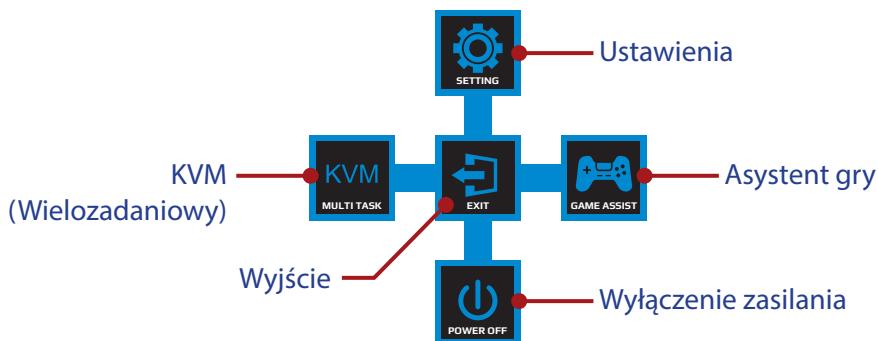 SETTING
Ustawienia
KVM
(Wielozadaniowy)
KVM
MULTI TASK
EXIT
GAME ASSIST
Asystent gry
Wyjście
POWER OFF
Wyłączenie zasilania